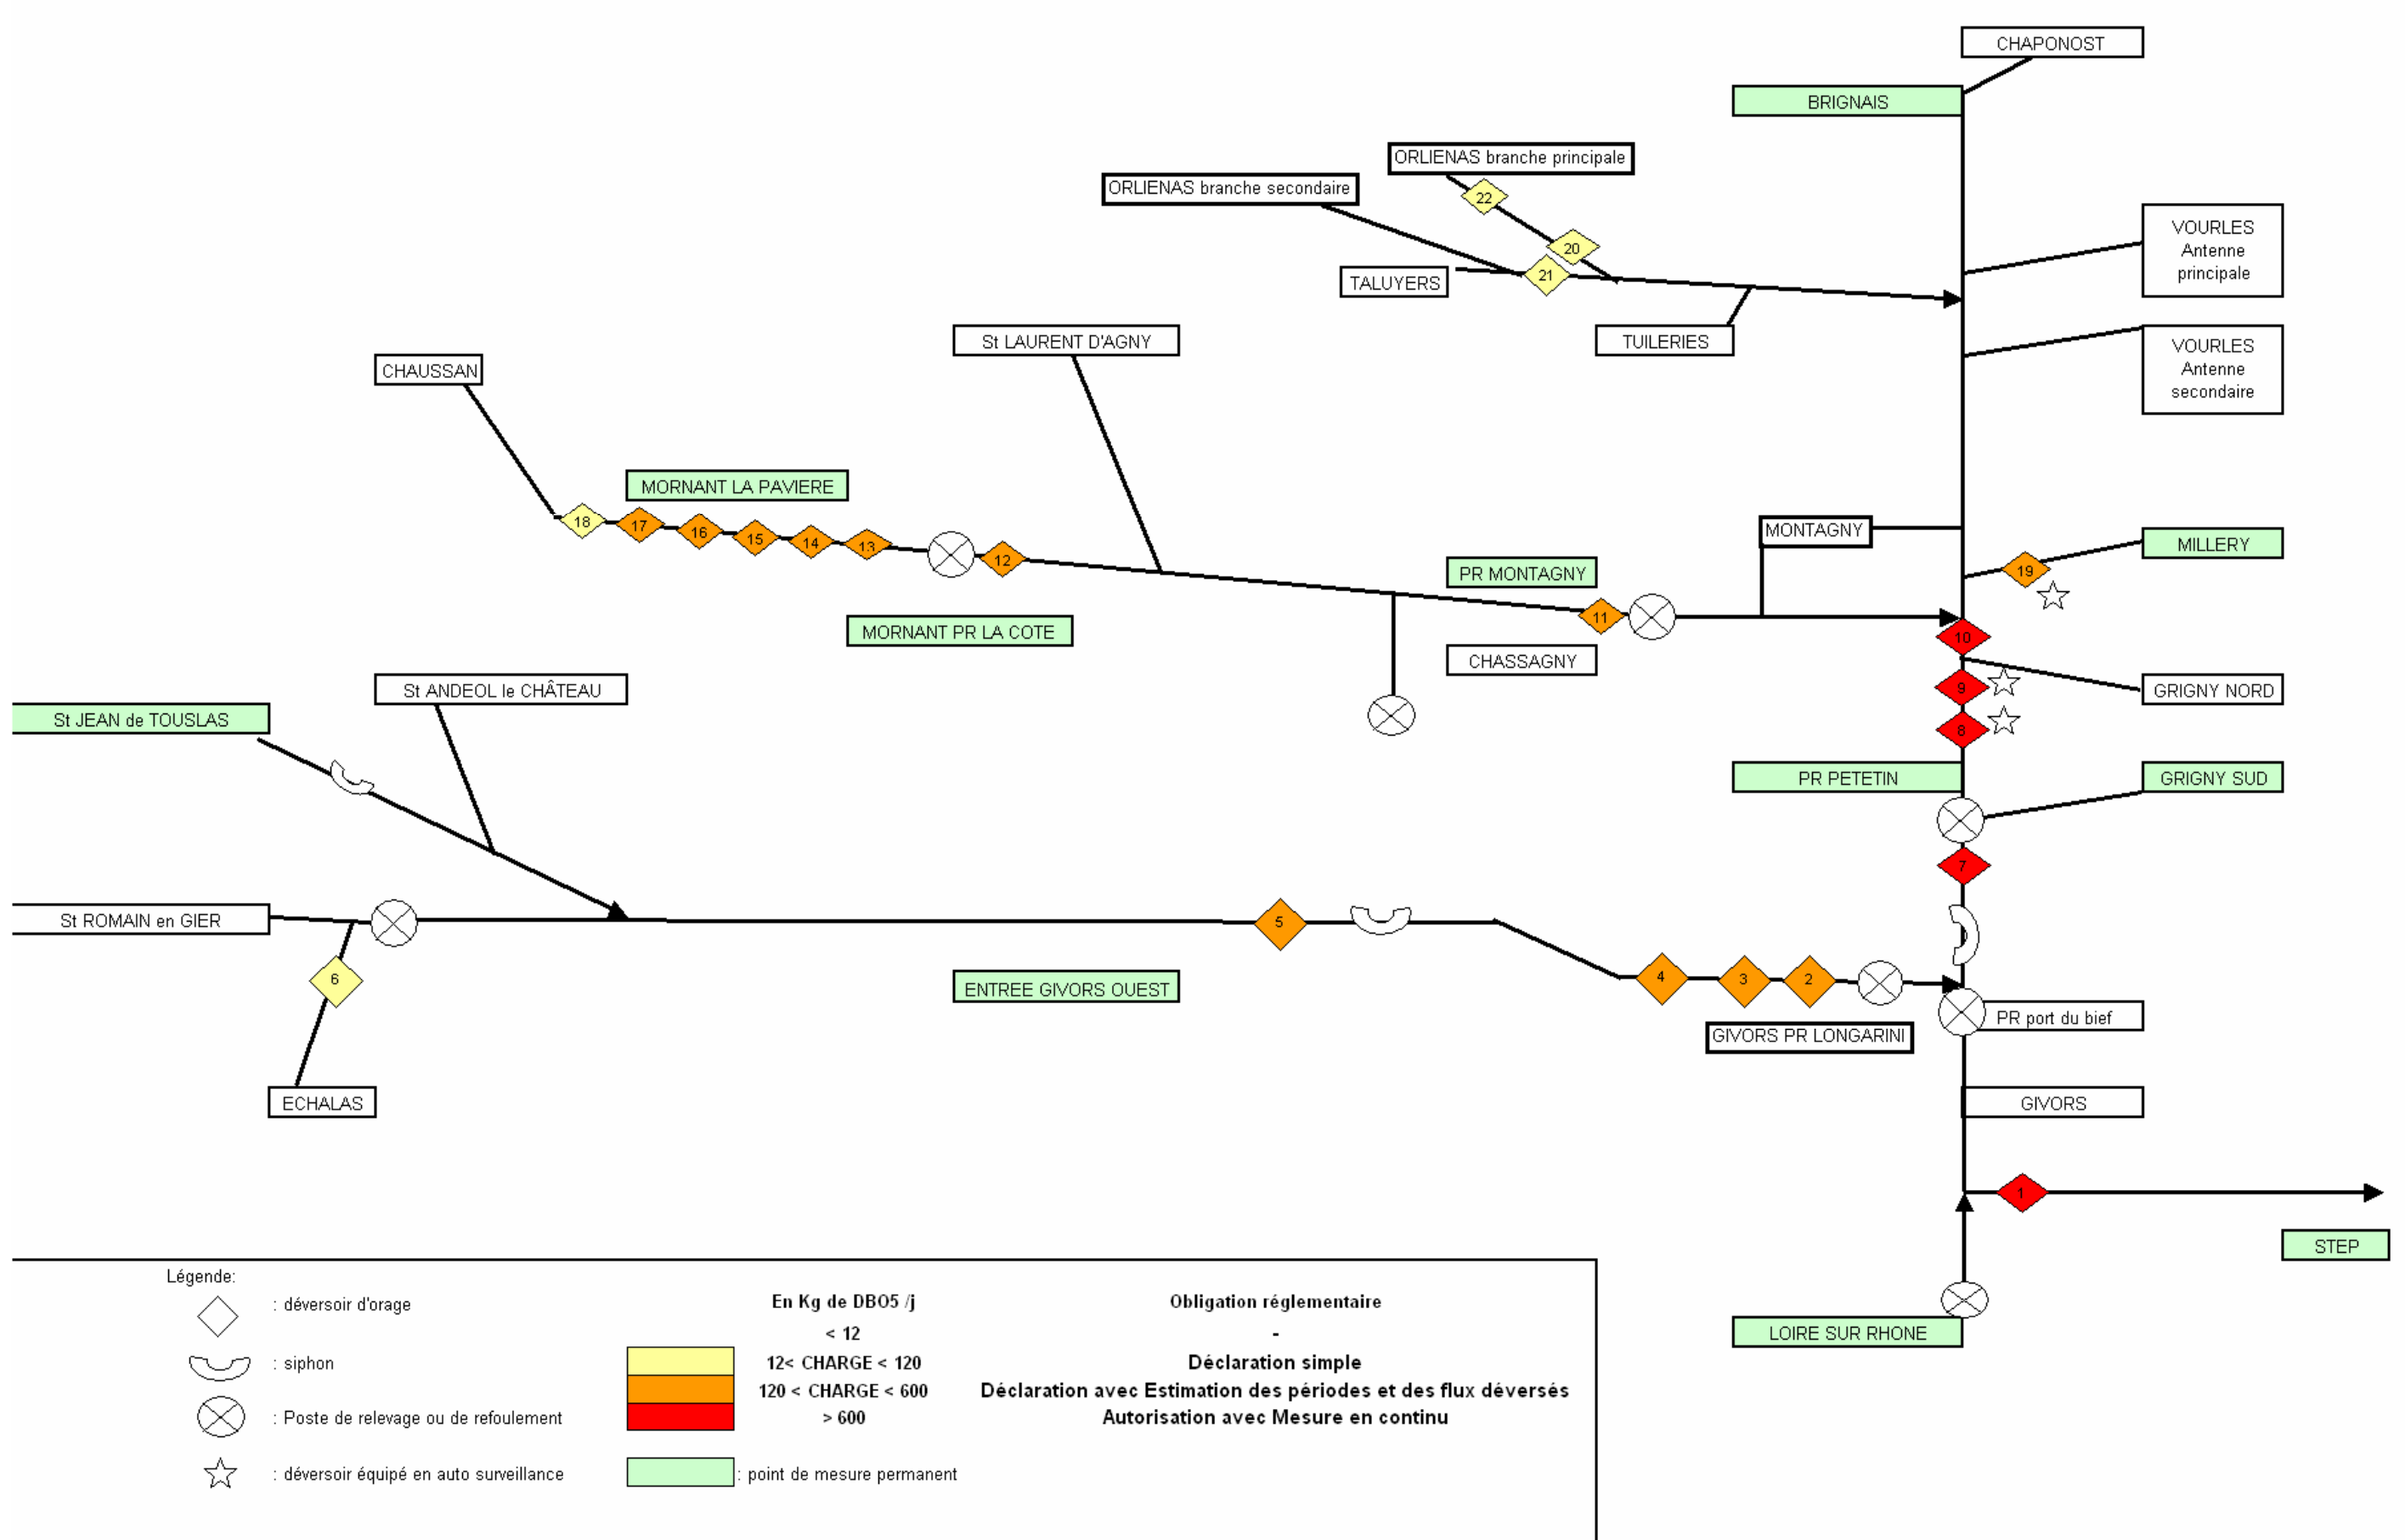 CHAPONOST
BRIGNAIS
ORLIENAS branche principale
ORLIENAS branche secondaire
22
VOURLES
Antenne
principale
20
21
TALUYERS
TUILERIES
St LAURENT D'AGNY
VOURLES
Antenne
secondaire
CHAUSSAN
MORNANT LA PAVIERE
18
17
16
15
14
13
12
MONTAGNY
MILLERY
19
PR MONTAGNY
11
MORNANT PR LA COTE
10
CHASSAGNY
9
GRIGNY NORD
St ANDEOL le CHÂTEAU
St JEAN de TOUSLAS
8
PR PETETIN
GRIGNY SUD
7
St ROMAIN en GIER
5
6
4
3
2
ENTREE GIVORS OUEST
GIVORS PR LONGARINI
PR port du bief
ECHALAS
GIVORS
1
STEP
LOIRE SUR RHONE
Légende:
: déversoir d'orage
: siphon
: Poste de relevage ou de refoulement
: déversoir équipé en auto surveillance
En Kg de DBO5 /j
Obligation réglementaire
< 12
-
12< CHARGE < 120
Déclaration simple
120 < CHARGE < 600
Déclaration avec Estimation des périodes et des flux déversés
> 600
Autorisation avec Mesure en continu
: point de mesure permanent